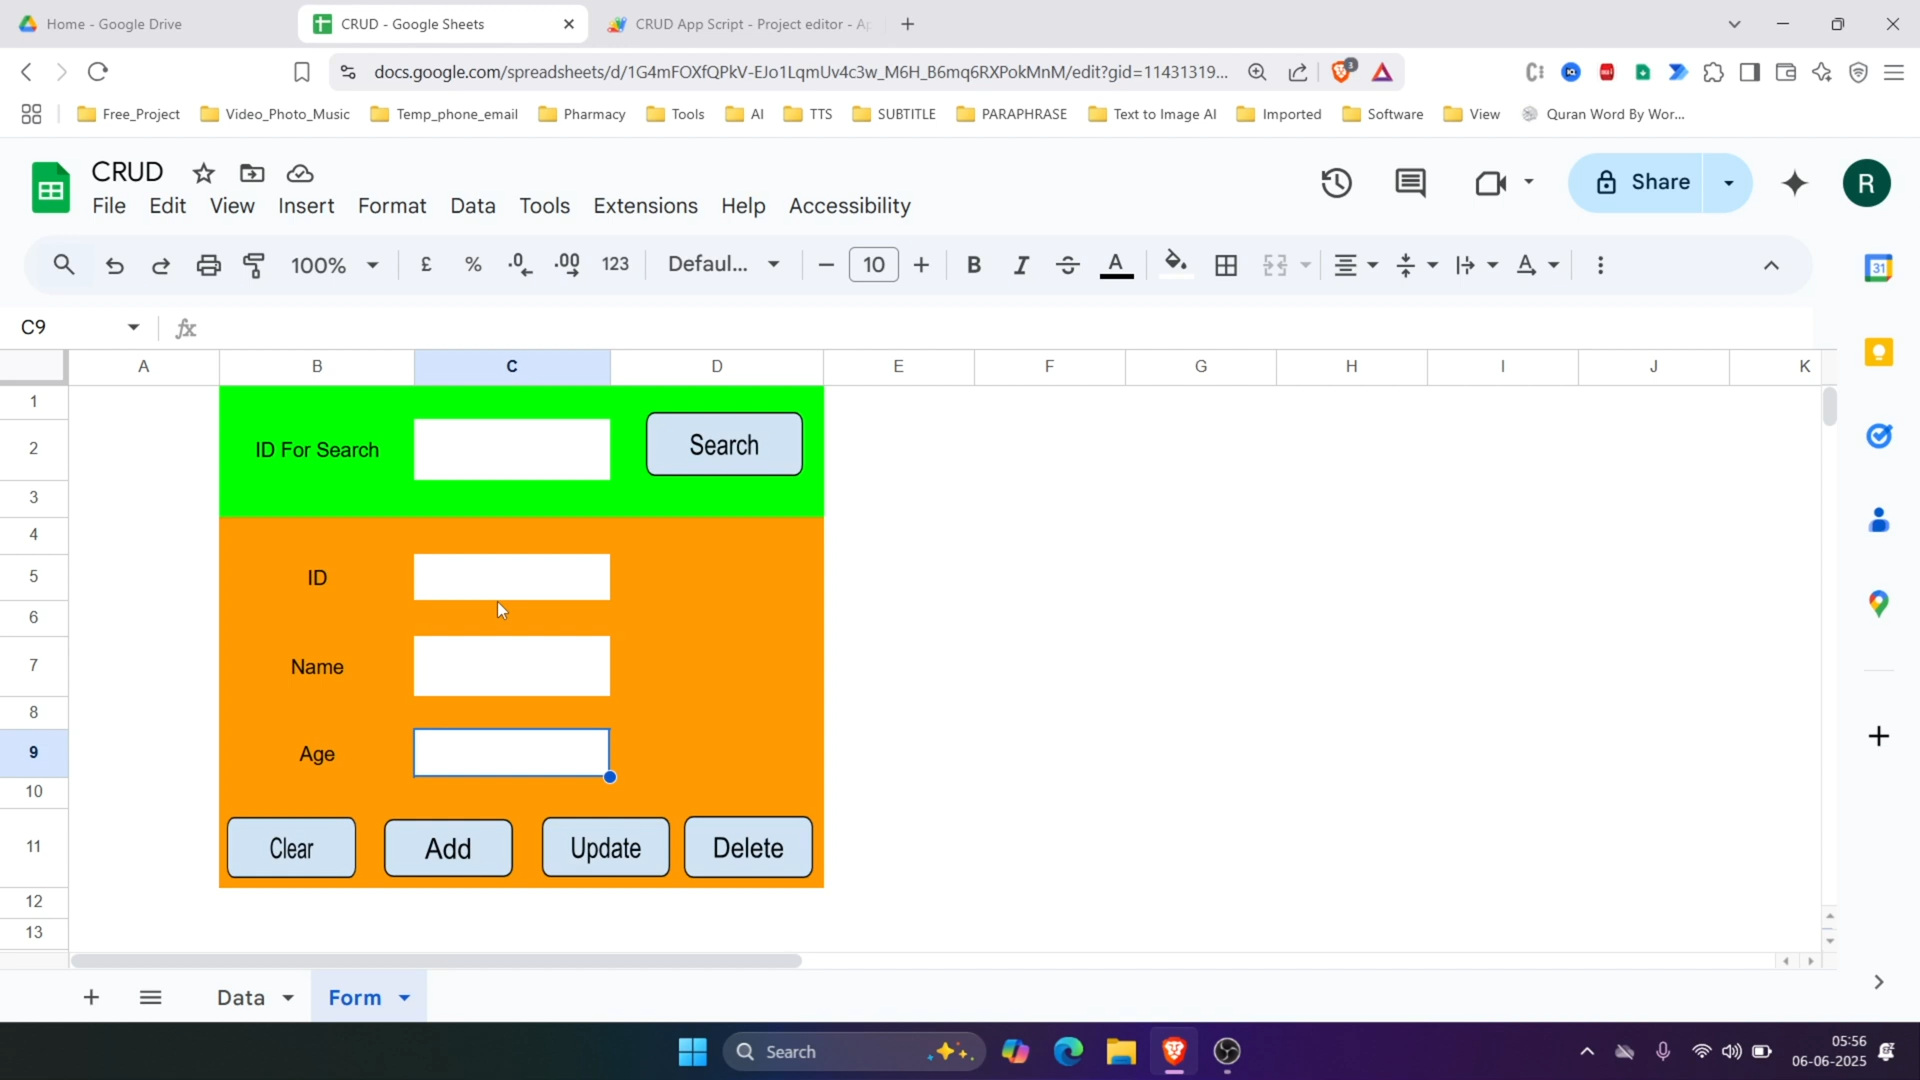 Home - Google Drive
CRUD - Google Sheets
CRUD App Script - Project editor - Ap
docs.google.com/spreadsheets/d/1G4mFOXfQPkV-EJo1LqmUv4c3w_M6H_B6mq6RXPokMnM/edit?gid=11431319...
3
Free_Project
Video_Photo_Music
Temp_phone_email
Pharmacy
Tools
AI
TTS
SUBTITLE
PARAPHRASE
Text to Image AI
Imported
Software
View
Quran Word By Wor...
CRUD
File Edit View Insert Format Data Tools Extensions Help Accessibility
Share
R
100% £ % .0 .00 123 Defaul... 10 B I A A
31
C9 fx
A B C D E F G H I J K
1
2 ID For Search Search
3
4
5 ID
6
7 Name
8
9 Age
10
11 Clear Add Update Delete
12
13
Data Form
Search
05:56
06-06-2025